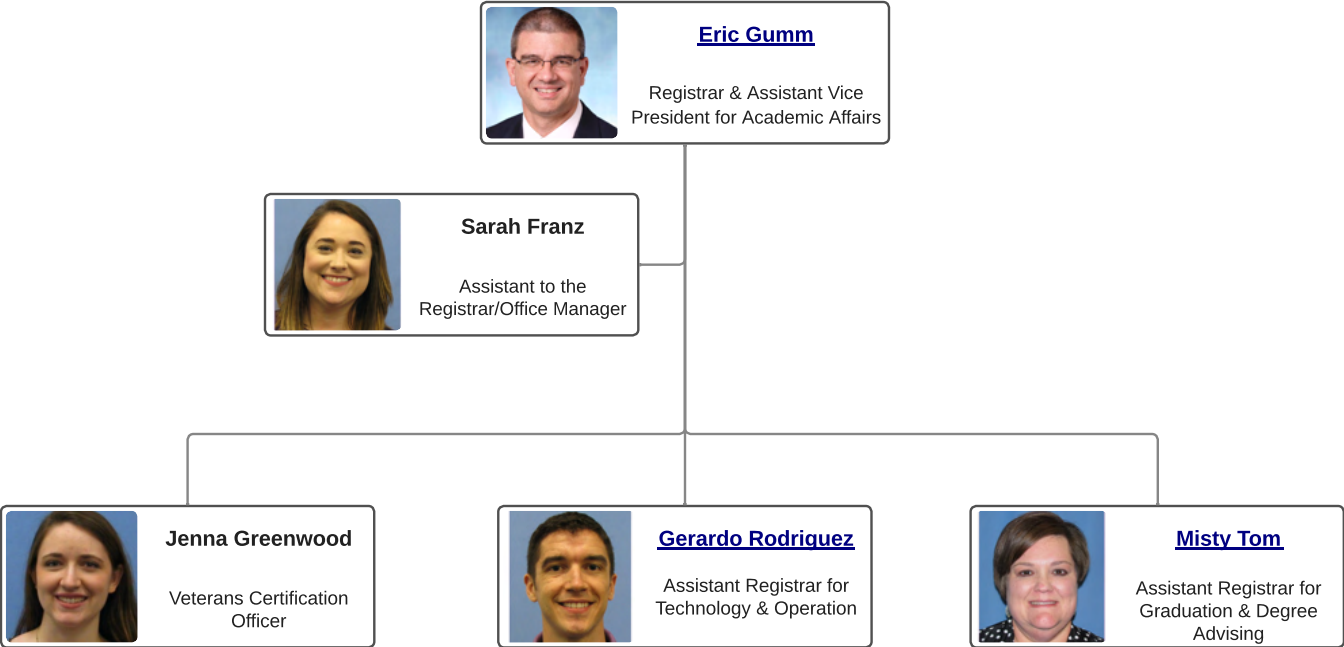 Eric Gumm
Registrar & Assistant Vice
President for Academic Affairs
Sarah Franz
Assistant to the
Registrar/Office Manager
Jenna Greenwood
Veterans Certification
Officer
Gerardo Rodriguez
Assistant Registrar for
Technology & Operation
Misty Tom
Assistant Registrar for
Graduation & Degree
Advising